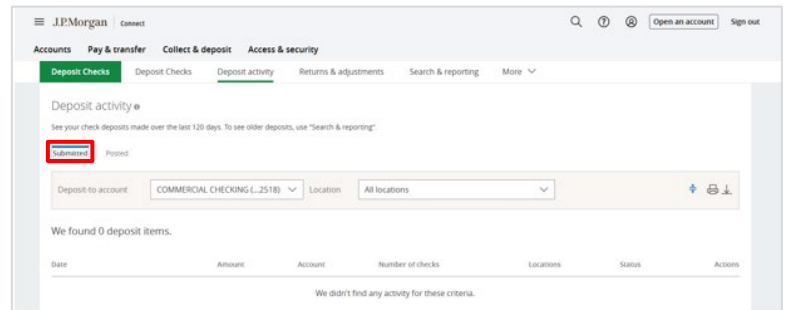 J.P.Morgan Connect Open an account Sign out
Accounts Pay & transfer Collect & deposit Access & security
Deposit Checks Deposit Checks Deposit activity Returns & adjustments Search & reporting More
Deposit activity
See your check deposits made over the last 120 days. To see older deposits, use "Search & reporting".
Submitted Posted
Deposit-to account COMMERCIAL CHECKING (...2518) Location All locations
We found 0 deposit items.
Date Amount Account Number of checks Locations Status Actions
We didn't find any activity for these criteria.